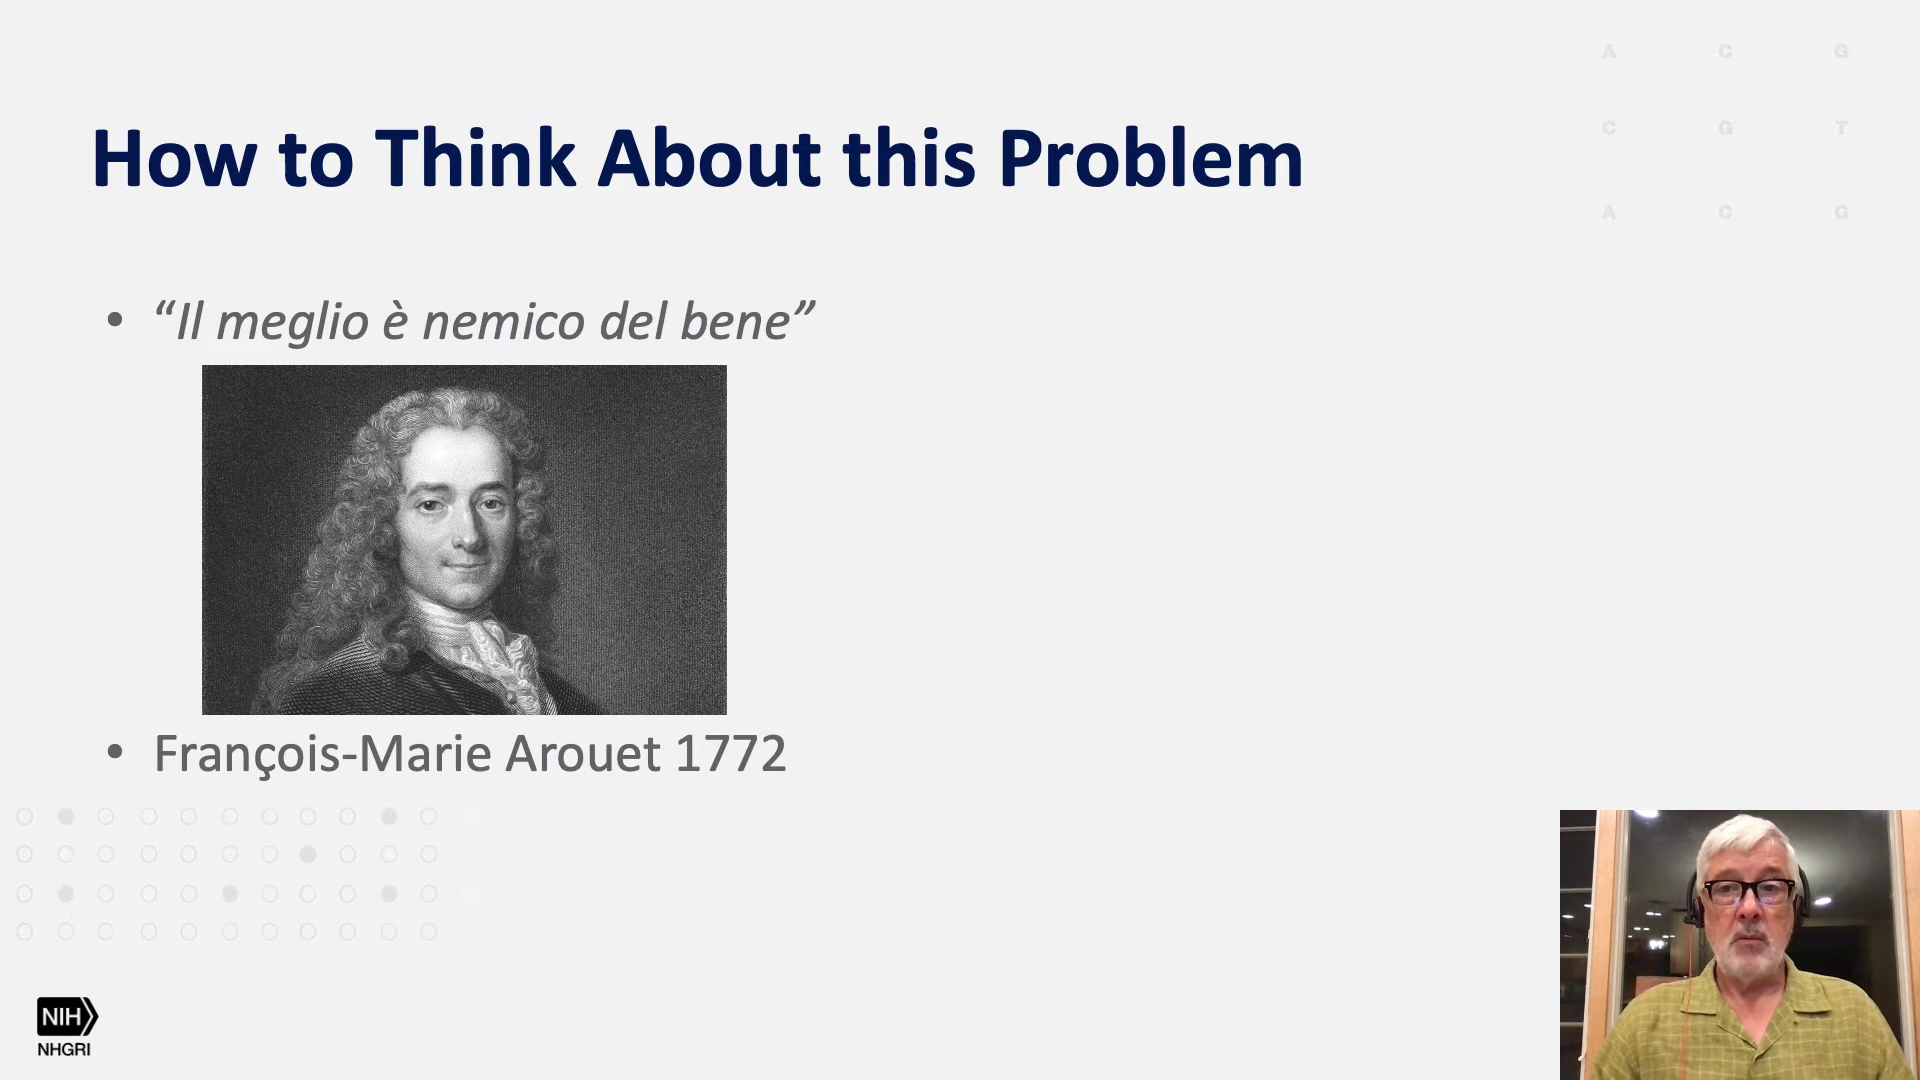 A C G
How to Think About this Problem
C G T
A C G
• “Il meglio è nemico del bene”
• François-Marie Arouet 1772
NIH
NHGRI